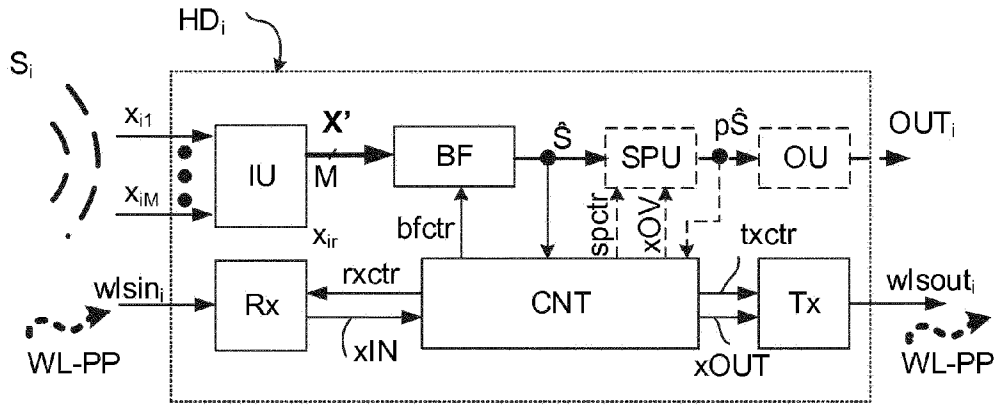 HDi
Si
xi1
X'
Ŝ
pŜ
OUTi
IU
M
BF
SPU
OU
xiM
xir
bfctr
spctr
xOV
txctr
wlsini
rxctr
wlsouti
Rx
CNT
Tx
xIN
xOUT
WL-PP
WL-PP